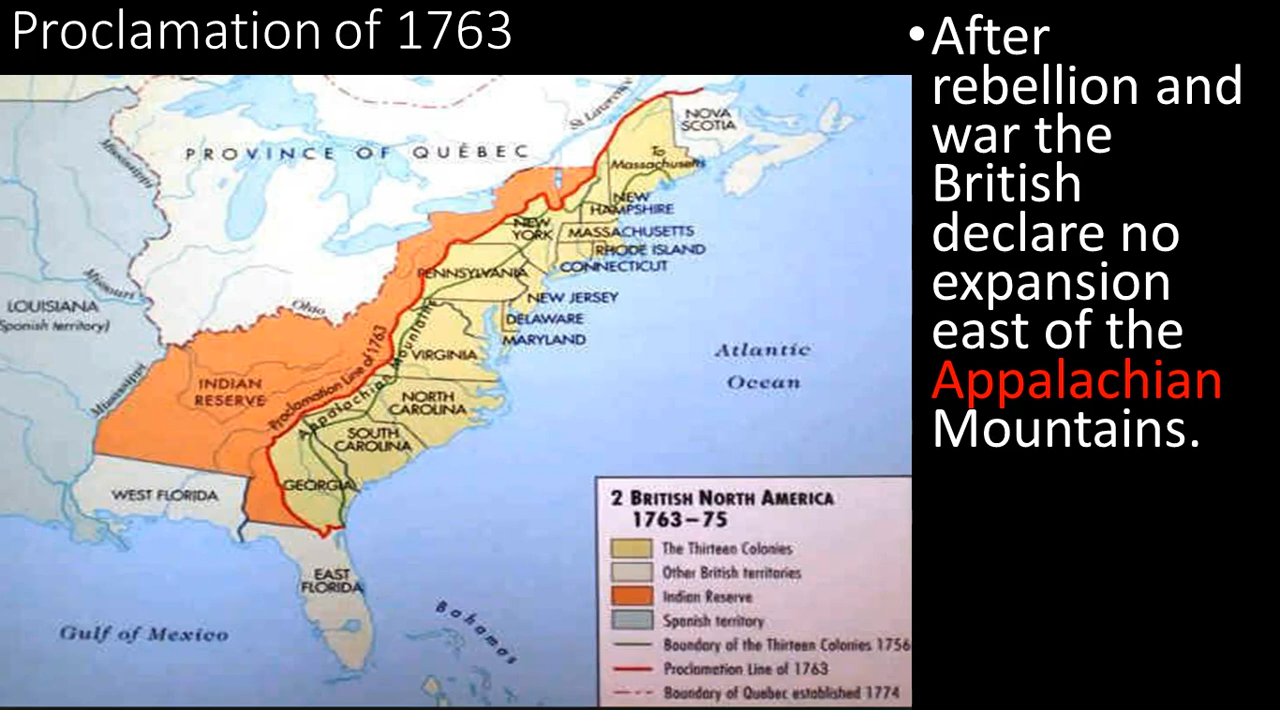 Proclamation of 1763
•After
rebellion and
war the
British
declare no
expansion
east of the
Appalachian
Mountains.
St. Lawrence
NOVA
SCOTIA
PROVINCE OF QUÉBEC
Mississippi
To
Massachusetts
NEW
HAMPSHIRE
NEW
YORK
MASSACHUSETTS
RHODE ISLAND
CONNECTICUT
PENNSYLVANIA
Missouri
NEW JERSEY
LOUISIANA
Spanish territory)
Ohio
DELAWARE
MARYLAND
VIRGINIA
Atlantic
Ocean
Mississippi
INDIAN
RESERVE
Proclamation Line of 1763
Appalachian Mountains
NORTH
CAROLINA
SOUTH
CAROLINA
GEORGIA
WEST FLORIDA
EAST
FLORIDA
Gulf of Mexico
Bahamas
2 BRITISH NORTH AMERICA
1763–75
The Thirteen Colonies
Other British territories
Indian Reserve
Spanish territory
Boundary of the Thirteen Colonies 1756
Proclamation Line of 1763
Boundary of Quebec established 1774